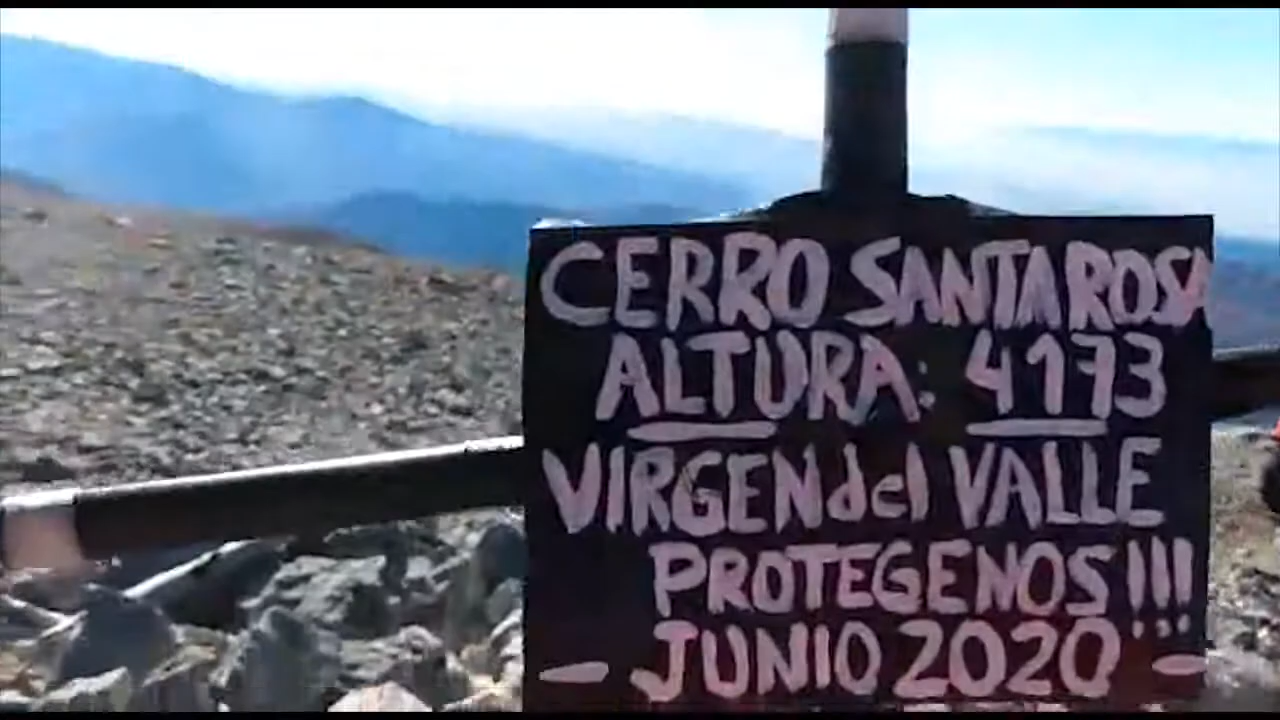 CERRO SANTA ROSA
ALTURA: 4173
VIRGEN del VALLE
PROTEGENOS!!!
- JUNIO 2020 -